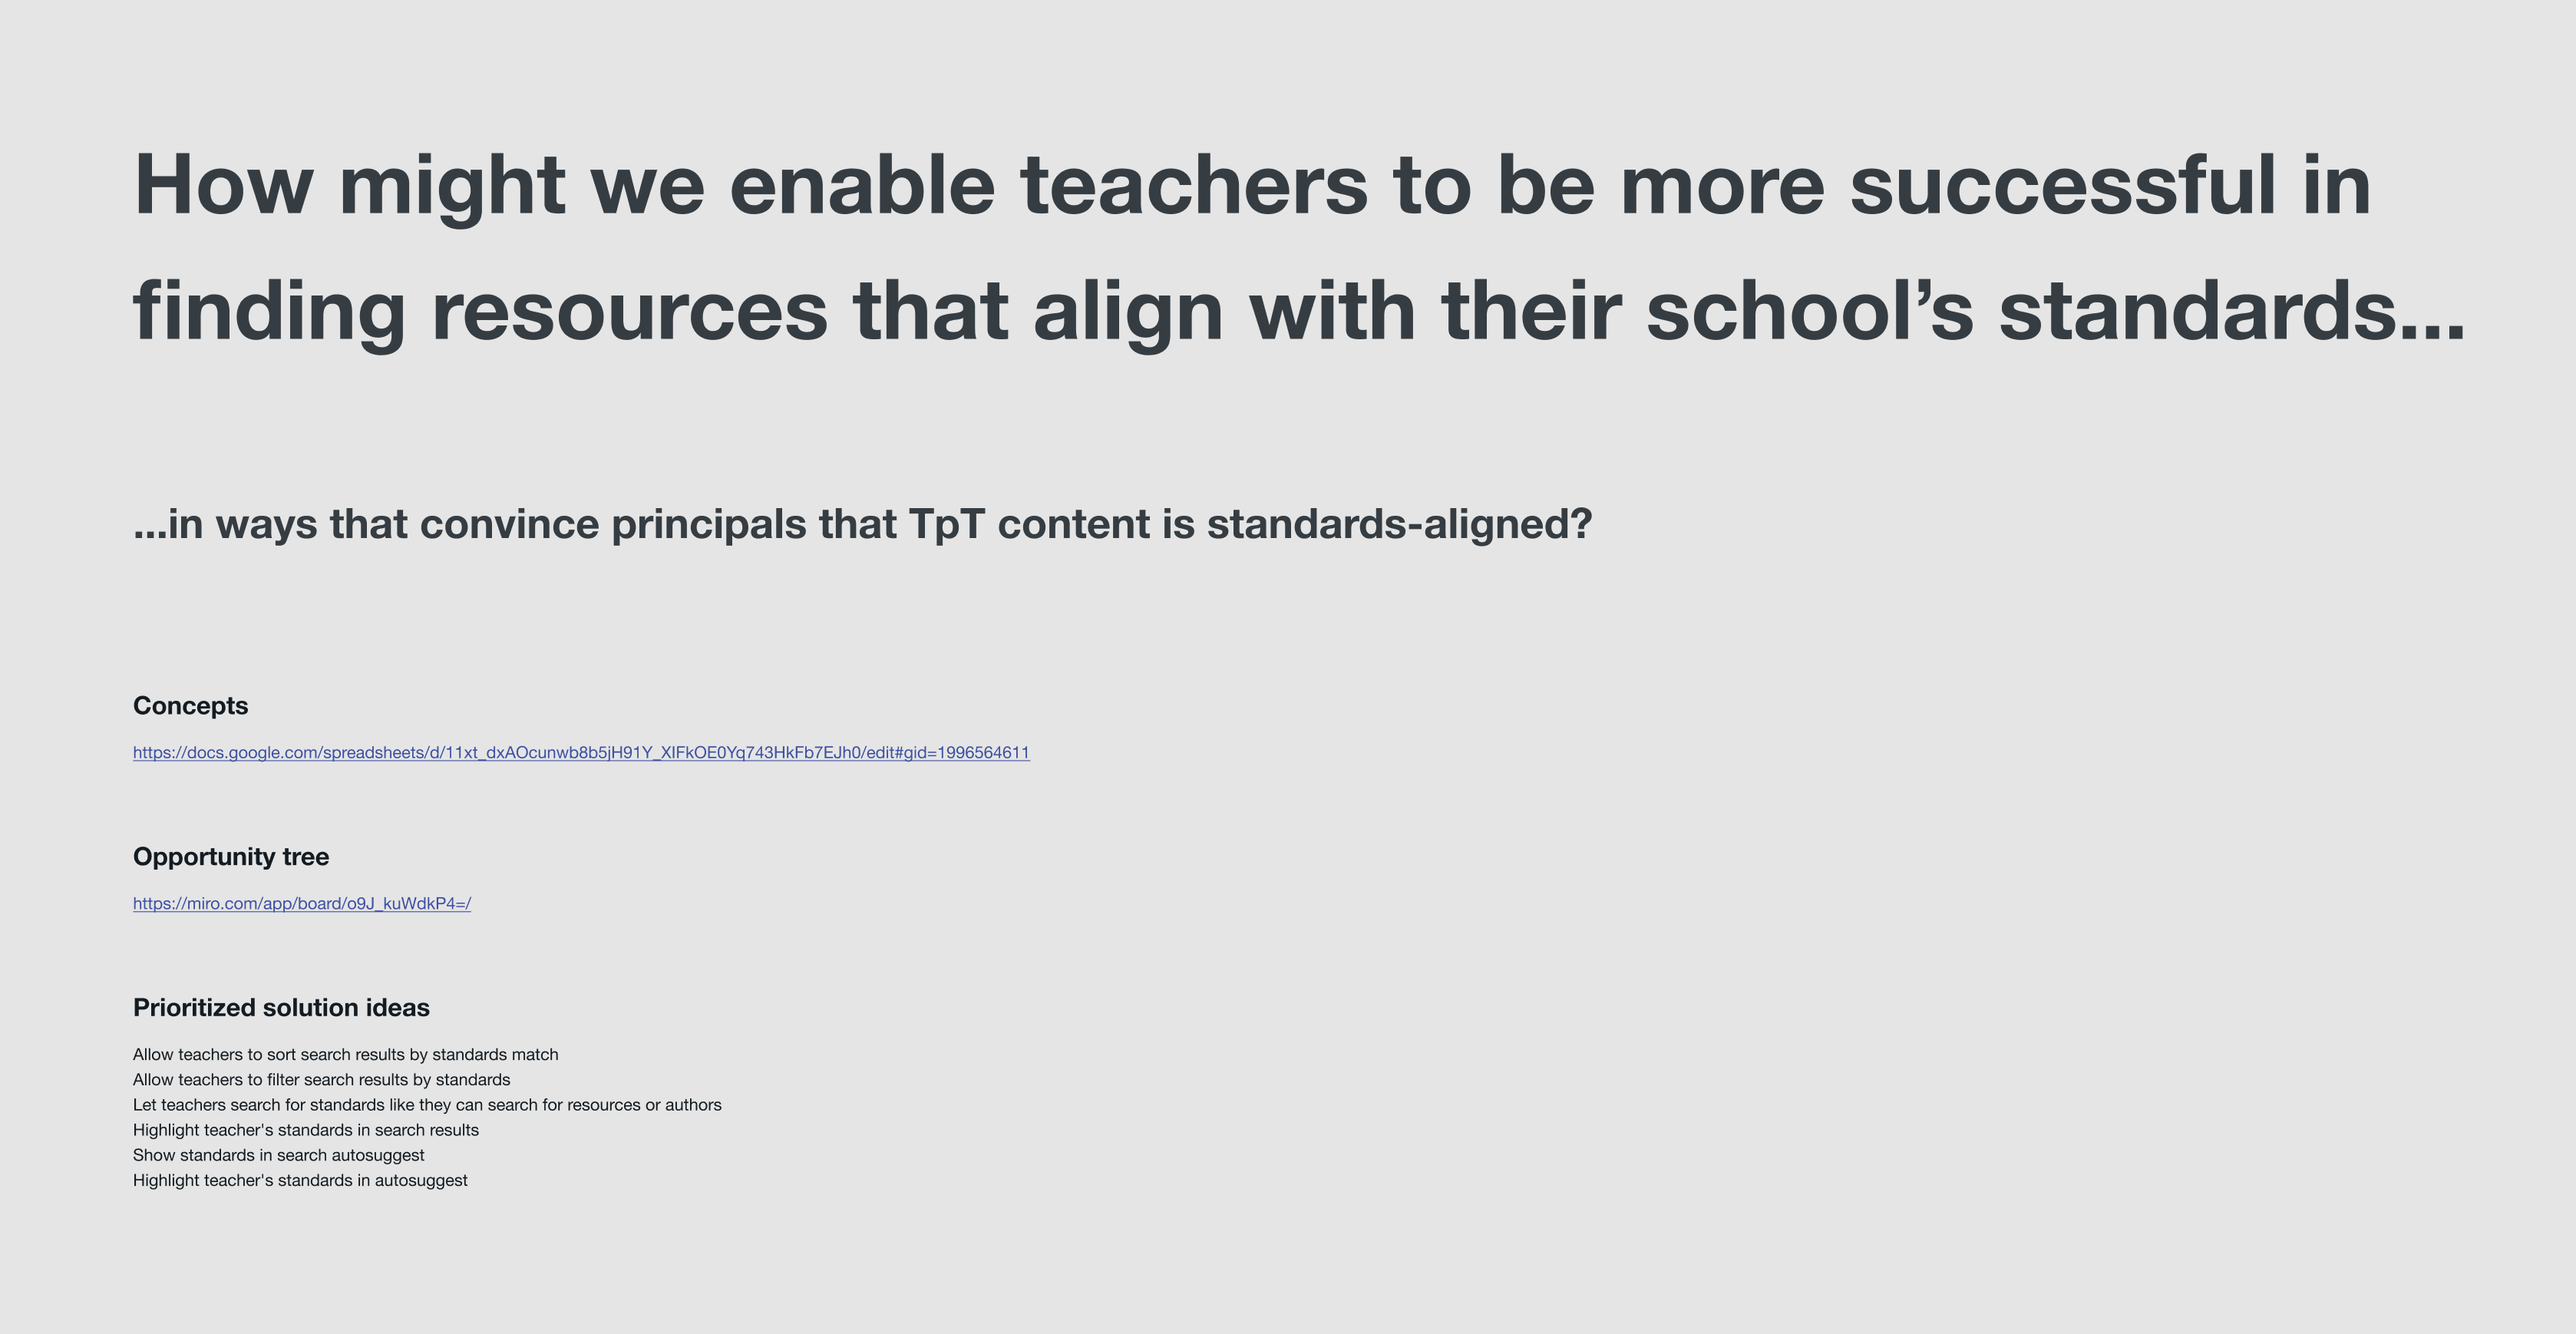 How might we enable teachers to be more successful in
finding resources that align with their school’s standards...
...in ways that convince principals that TpT content is standards-aligned?
Concepts
https://docs.google.com/spreadsheets/d/11xt_dxAOcunwb8b5jH91Y_XIFkOE0Yq743HkFb7EJh0/edit#gid=1996564611
Opportunity tree
https://miro.com/app/board/o9J_kuWdkP4=/
Prioritized solution ideas
Allow teachers to sort search results by standards match
Allow teachers to filter search results by standards
Let teachers search for standards like they can search for resources or authors
Highlight teacher's standards in search results
Show standards in search autosuggest
Highlight teacher's standards in autosuggest